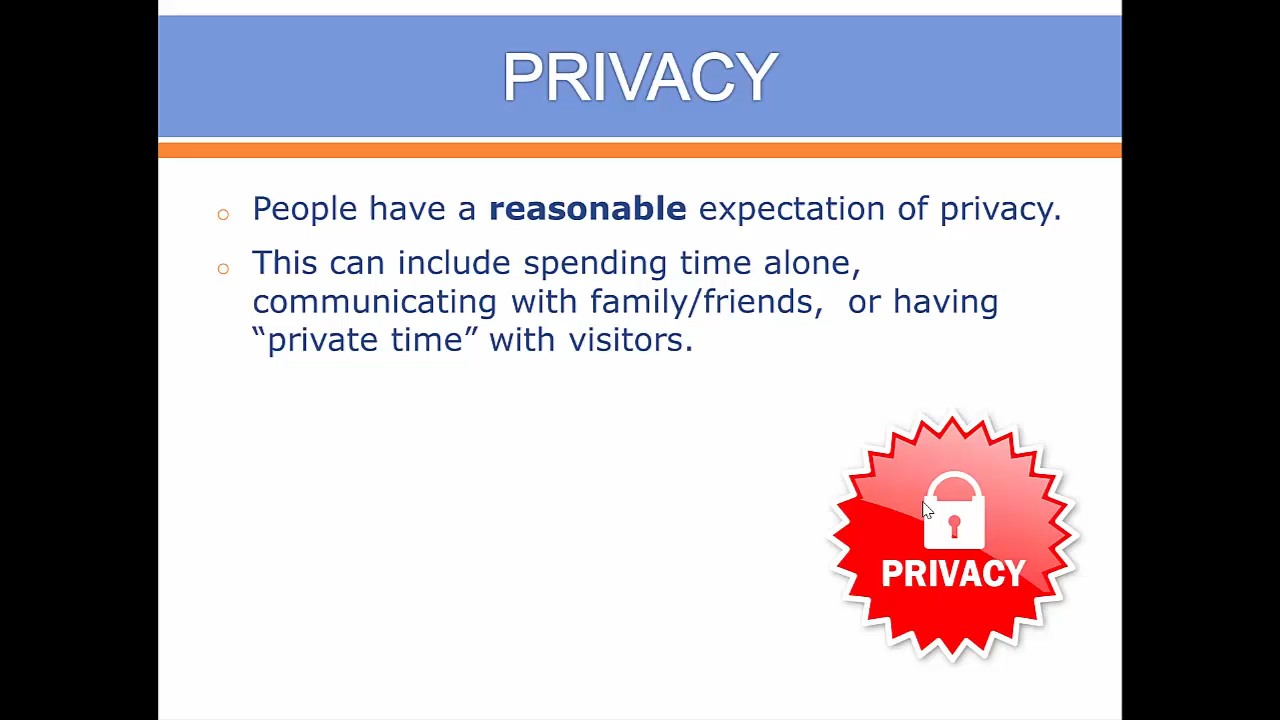 PRIVACY
○ People have a reasonable expectation of privacy.
○ This can include spending time alone,
communicating with family/friends,  or having
“private time” with visitors.
PRIVACY